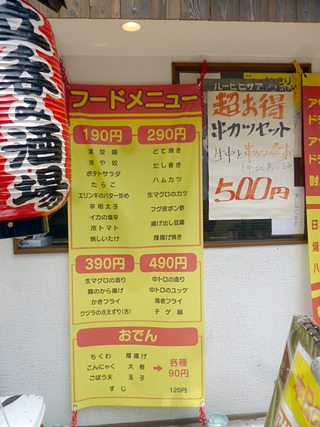 立呑み酒場
フードメニュー
190円
温豆腐
冷や奴
ポテトサラダ
たらこ
エリンギのバター炒め
辛明太子
イカの塩辛
冷トマト
焼しいたけ
290円
どて焼き
だし巻き
ハムカツ
生マグロのカツ
フグ皮ポン酢
揚げ出し豆腐
厚揚げ焼き
390円
生マグロの造り
鶏のから揚げ
かきフライ
クジラのさえずり(舌)
490円
中トロの造り
中トロのユッケ
海老フライ
チゲ鍋
おでん
ちくわ 厚揚げ
こんにゃく 大根
ごぼう天 玉子
各種
90円
すじ 120円
超お得
串カツセット
生中と
500円